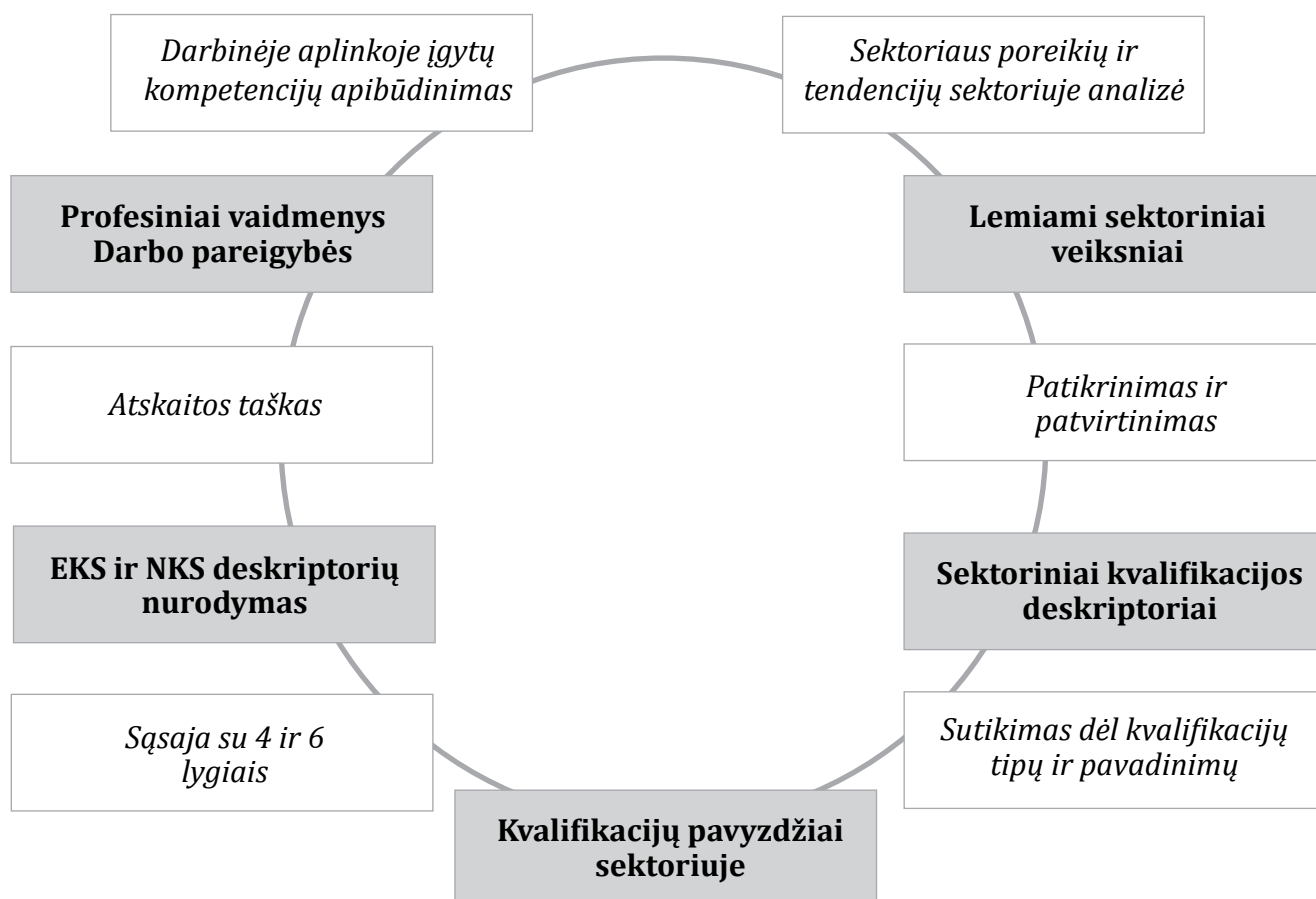 Darbinėje aplinkoje įgytų
kompetencijų apibūdinimas
Sektoriaus poreikių ir
tendencijų sektoriuje analizė
Profesiniai vaidmenys
Darbo pareigybės
Lemiami sektoriniai
veiksniai
Atskaitos taškas
Patikrinimas ir
patvirtinimas
EKS ir NKS deskriptorių
nurodymas
Sektoriniai kvalifikacijos
deskriptoriai
Sąsaja su 4 ir 6
lygiais
Sutikimas dėl kvalifikacijų
tipų ir pavadinimų
Kvalifikacijų pavyzdžiai
sektoriuje